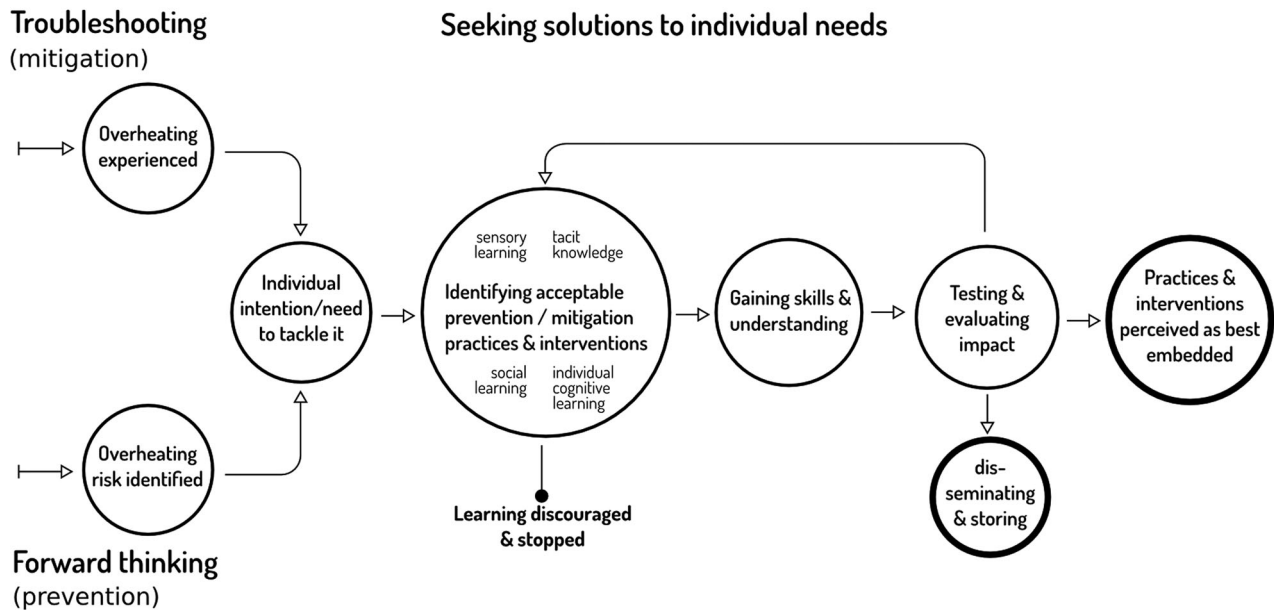 Troubleshooting
(mitigation)
Seeking solutions to individual needs
Overheating
experienced
Individual
intention/need
to tackle it
Overheating
risk identified
Forward thinking
(prevention)
sensory
learning
tacit
knowledge
Identifying acceptable
prevention / mitigation
practices & interventions
social
learning
individual
cognitive
learning
Learning discouraged
& stopped
Gaining skills &
understanding
Testing &
evaluating
impact
dis-
seminating
& storing
Practices &
interventions
perceived as best
embedded